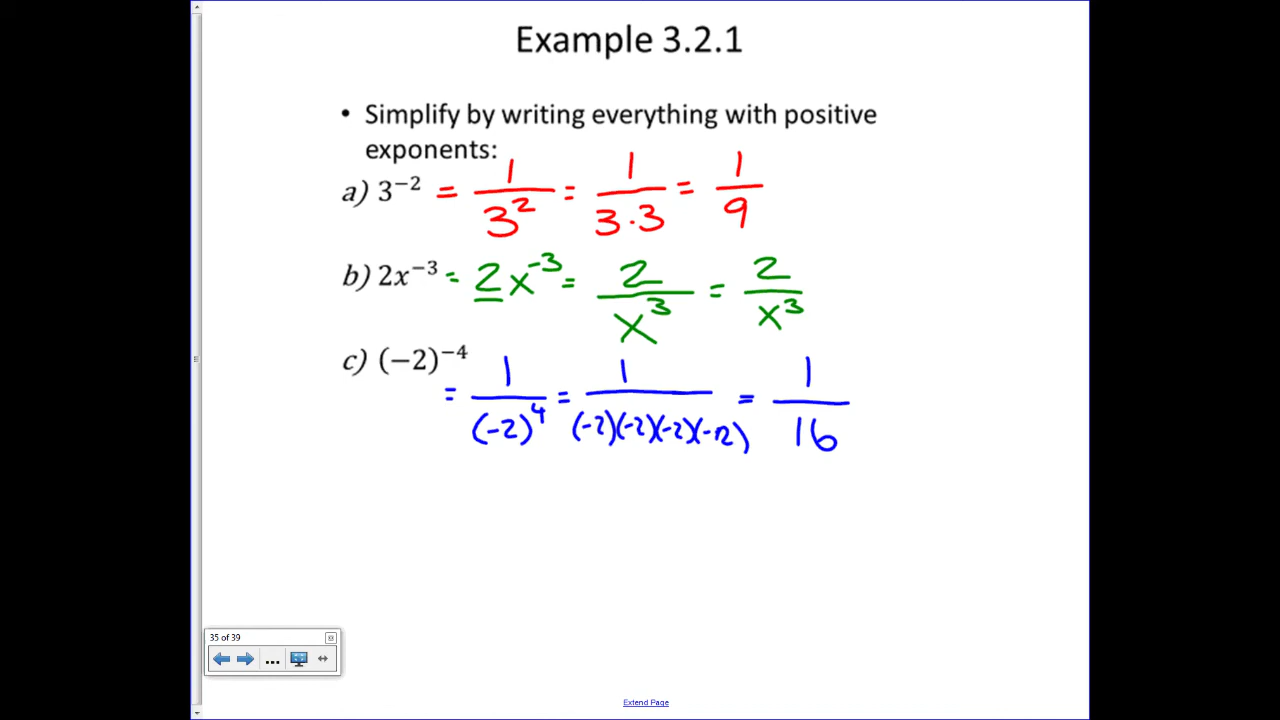 Example 3.2.1
• Simplify by writing everything with positive
exponents:
a) 3⁻² = 1/3² = 1/(3·3) = 1/9
b) 2x⁻³ = 2x⁻³ = 2/x³ = 2/x³
c) (−2)⁻⁴ = 1/(-2)⁴ = 1/((-2)(-2)(-2)(-2)) = 1/16
35 of 39
...
Extend Page